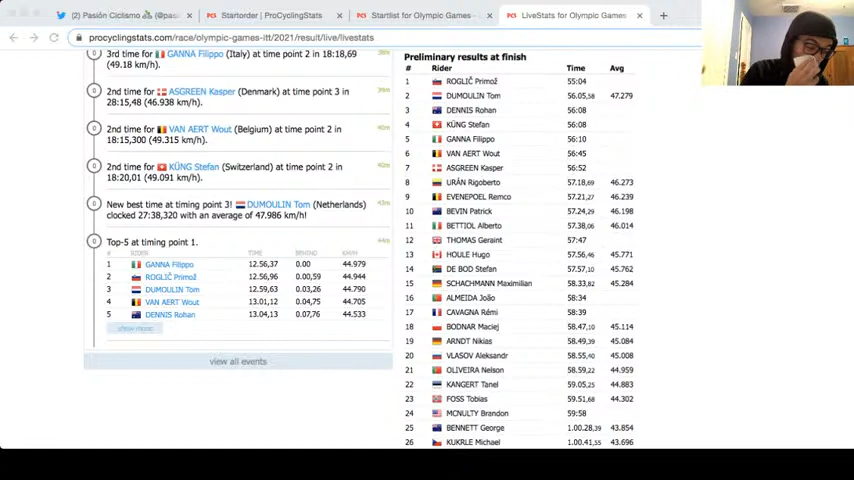 (2) Pasión Ciclismo (@pasi
Startorder | ProCyclingStats
Startlist for Olympic Games -
LiveStats for Olympic Games
procyclingstats.com/race/olympic-games-itt/2021/result/live/livestats
3rd time for GANNA Filippo (Italy) at time point 2 in 18:18,69
(49.18 km/h).
2nd time for ASGREEN Kasper (Denmark) at time point 3 in
28:15,48 (46.938 km/h).
2nd time for VAN AERT Wout (Belgium) at time point 2 in
18:15,300 (49.315 km/h).
2nd time for KÜNG Stefan (Switzerland) at time point 2 in
18:20,01 (49.091 km/h).
New best time at timing point 3! DUMOULIN Tom (Netherlands)
clocked 27:38,320 with an average of 47.986 km/h!
Top-5 at timing point 1.
# RIDER TIME BEHIND KM/H
1 GANNA Filippo 12.56,37 0.00 44.979
2 ROGLIČ Primož 12.56,96 0.00,59 44.944
3 DUMOULIN Tom 12.59,63 0.03,26 44.790
4 VAN AERT Wout 13.01,12 0.04,75 44.705
5 DENNIS Rohan 13.04,13 0.07,76 44.533
show more
view all events
Preliminary results at finish
# Rider Time Avg
1 ROGLIČ Primož 55:04
2 DUMOULIN Tom 56.05,58 47.279
3 DENNIS Rohan 56:08
4 KÜNG Stefan 56:08
5 GANNA Filippo 56:10
6 VAN AERT Wout 56:45
7 ASGREEN Kasper 56:52
8 URÁN Rigoberto 57.18,69 46.273
9 EVENEPOEL Remco 57.21,27 46.239
10 BEVIN Patrick 57.24,29 46.198
11 BETTIOL Alberto 57.38,06 46.014
12 THOMAS Geraint 57:47
13 HOULE Hugo 57.56,46 45.771
14 DE BOD Stefan 57.57,10 45.762
15 SCHACHMANN Maximilian 58.33,82 45.284
16 ALMEIDA João 58:34
17 CAVAGNA Rémi 58:39
18 BODNAR Maciej 58.47,10 45.114
19 ARNDT Nikias 58.49,39 45.084
20 VLASOV Aleksandr 58.55,40 45.008
21 OLIVEIRA Nelson 58.59,22 44.959
22 KANGERT Tanel 59.05,25 44.883
23 FOSS Tobias 59.51,68 44.302
24 MCNULTY Brandon 59:58
25 BENNETT George 1.00.28,39 43.854
26 KUKRLE Michael 1.00.41,55 43.696